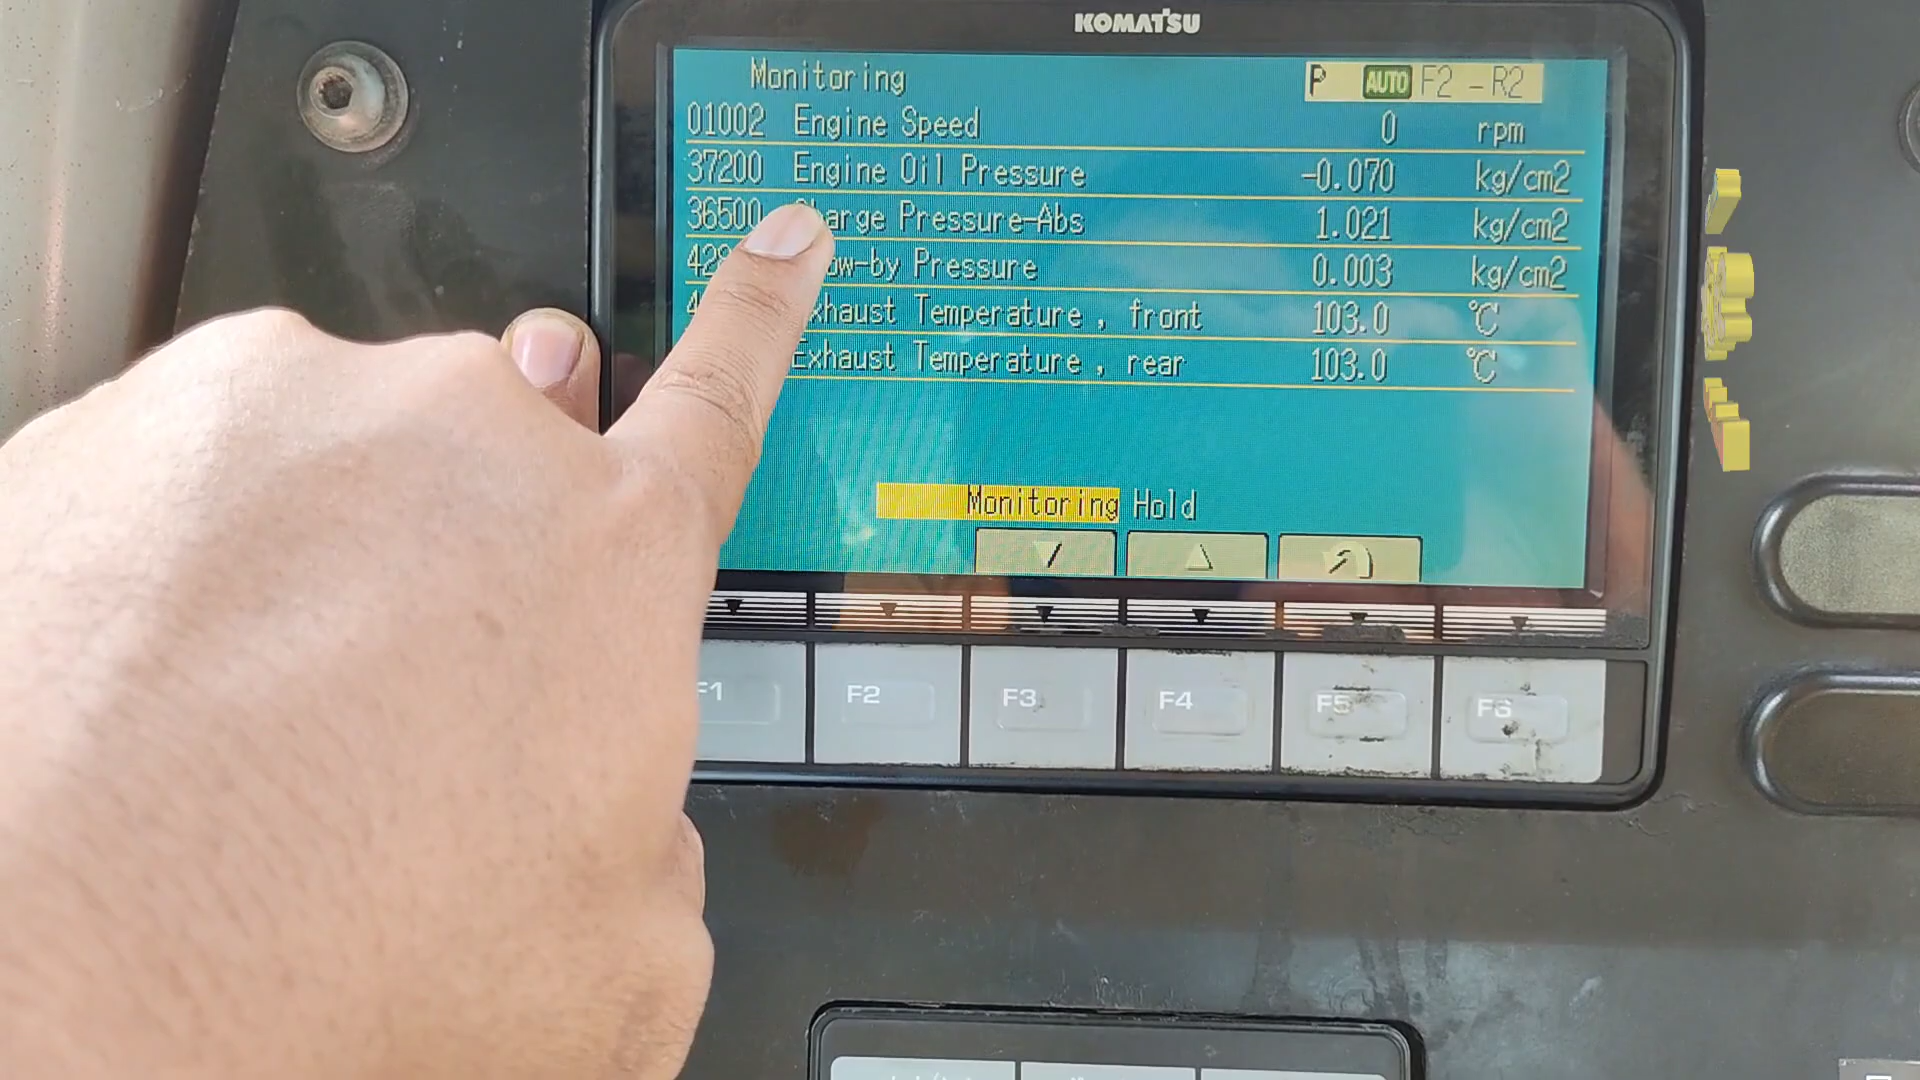 KOMATSU
Monitoring P AUTO F2 - R2
01002 Engine Speed 0 rpm
37200 Engine Oil Pressure -0.070 kg/cm2
36500 Charge Pressure-Abs 1.021 kg/cm2
Pressure 0.003 kg/cm2
Exhaust Temperature , front 103.0 ℃
Exhaust Temperature , rear 103.0 ℃
Monitoring Hold
F1 F2 F3 F4 F5 F6